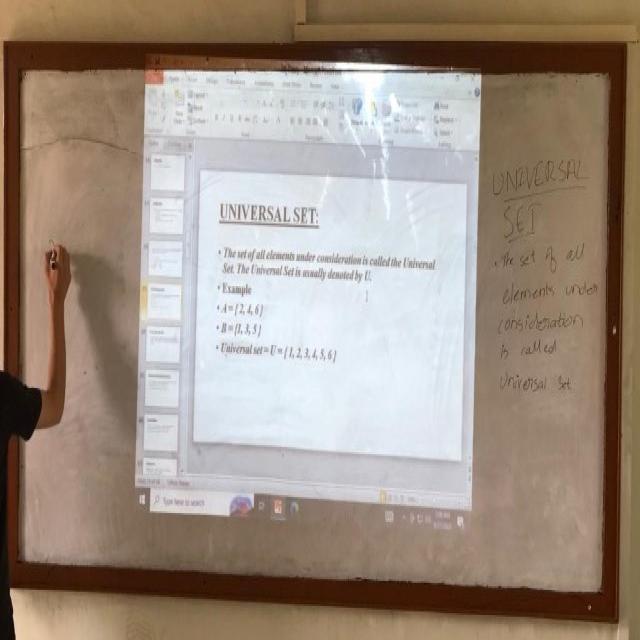 UNIVERSAL SET:
• The set of all elements under consideration is called the Universal
Set. The Universal Set is usually denoted by U.
• Example
• A = {2, 4, 6}
• B = {1, 3, 5}
• Universal set = U = {1, 2, 3, 4, 5, 6}
Type here to search
UNIVERSAL
SET
. The set of all
elements under
consideration
is called
Universal Set